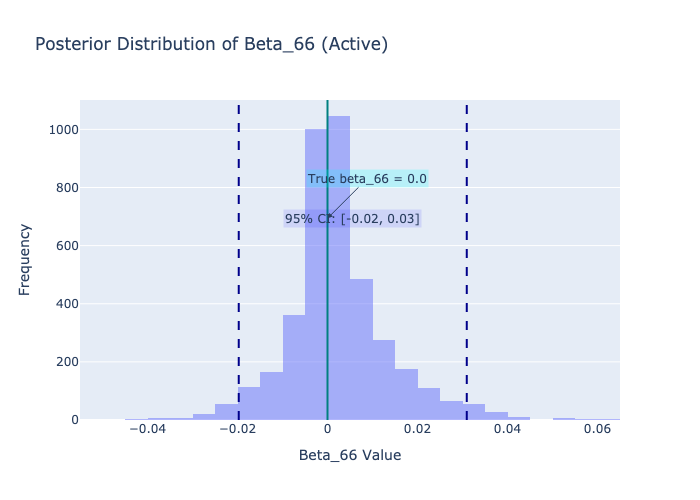 Posterior Distribution of Beta_66 (Active)
1000
800
600
400
200
0
Frequency
True beta_66 = 0.0
95% CI: [-0.02, 0.03]
−0.04
−0.02
0
0.02
0.04
0.06
Beta_66 Value